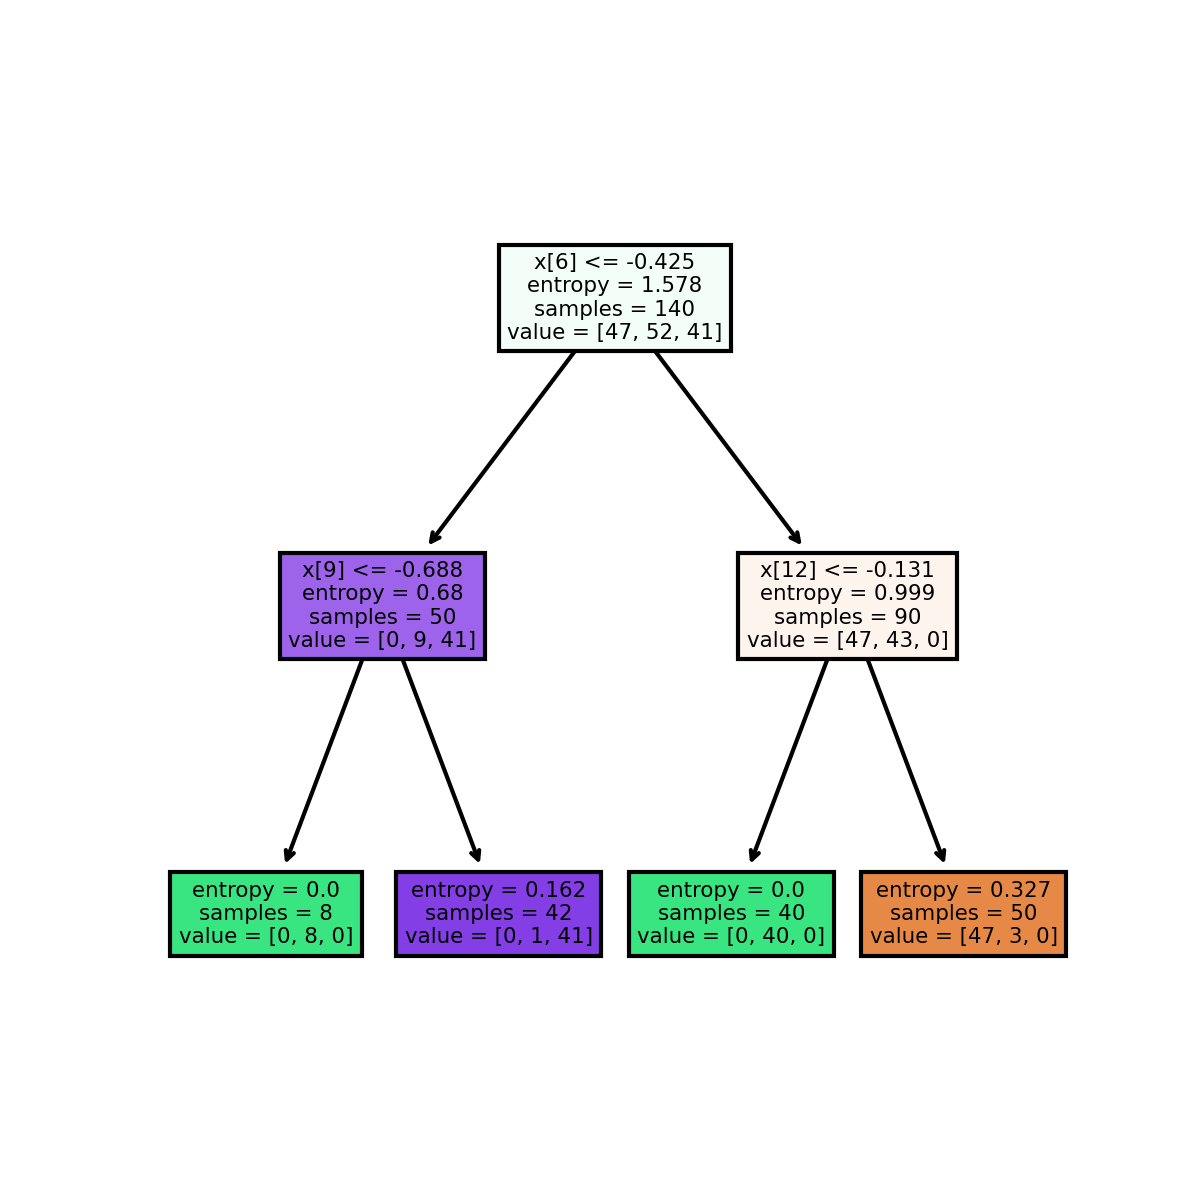 x[6] <= -0.425
entropy = 1.578
samples = 140
value = [47, 52, 41]
x[9] <= -0.688
entropy = 0.68
samples = 50
value = [0, 9, 41]
x[12] <= -0.131
entropy = 0.999
samples = 90
value = [47, 43, 0]
entropy = 0.0
samples = 8
value = [0, 8, 0]
entropy = 0.162
samples = 42
value = [0, 1, 41]
entropy = 0.0
samples = 40
value = [0, 40, 0]
entropy = 0.327
samples = 50
value = [47, 3, 0]